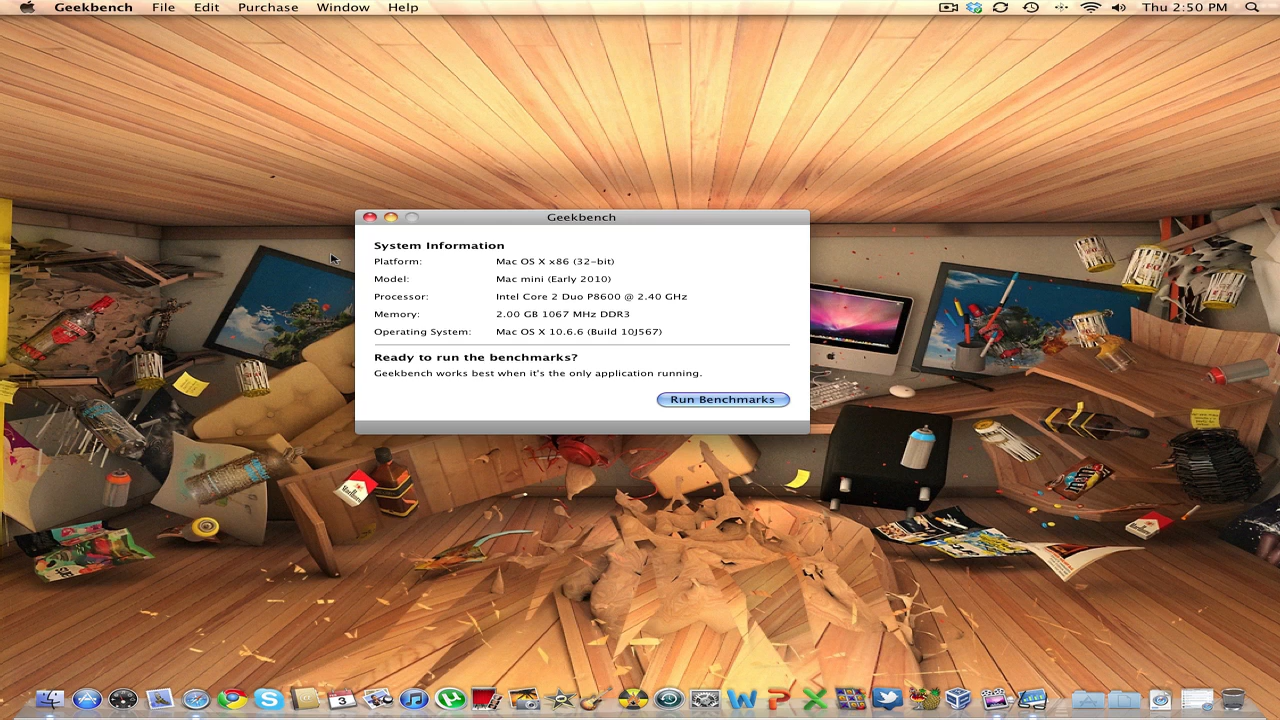 Geekbench File Edit Purchase Window Help Thu 2:50 PM
Geekbench
System Information
Platform: Mac OS X x86 (32-bit)
Model: Mac mini (Early 2010)
Processor: Intel Core 2 Duo P8600 @ 2.40 GHz
Memory: 2.00 GB 1067 MHz DDR3
Operating System: Mac OS X 10.6.6 (Build 10J567)
Ready to run the benchmarks?
Geekbench works best when it's the only application running.
Run Benchmarks
Marlboro
3